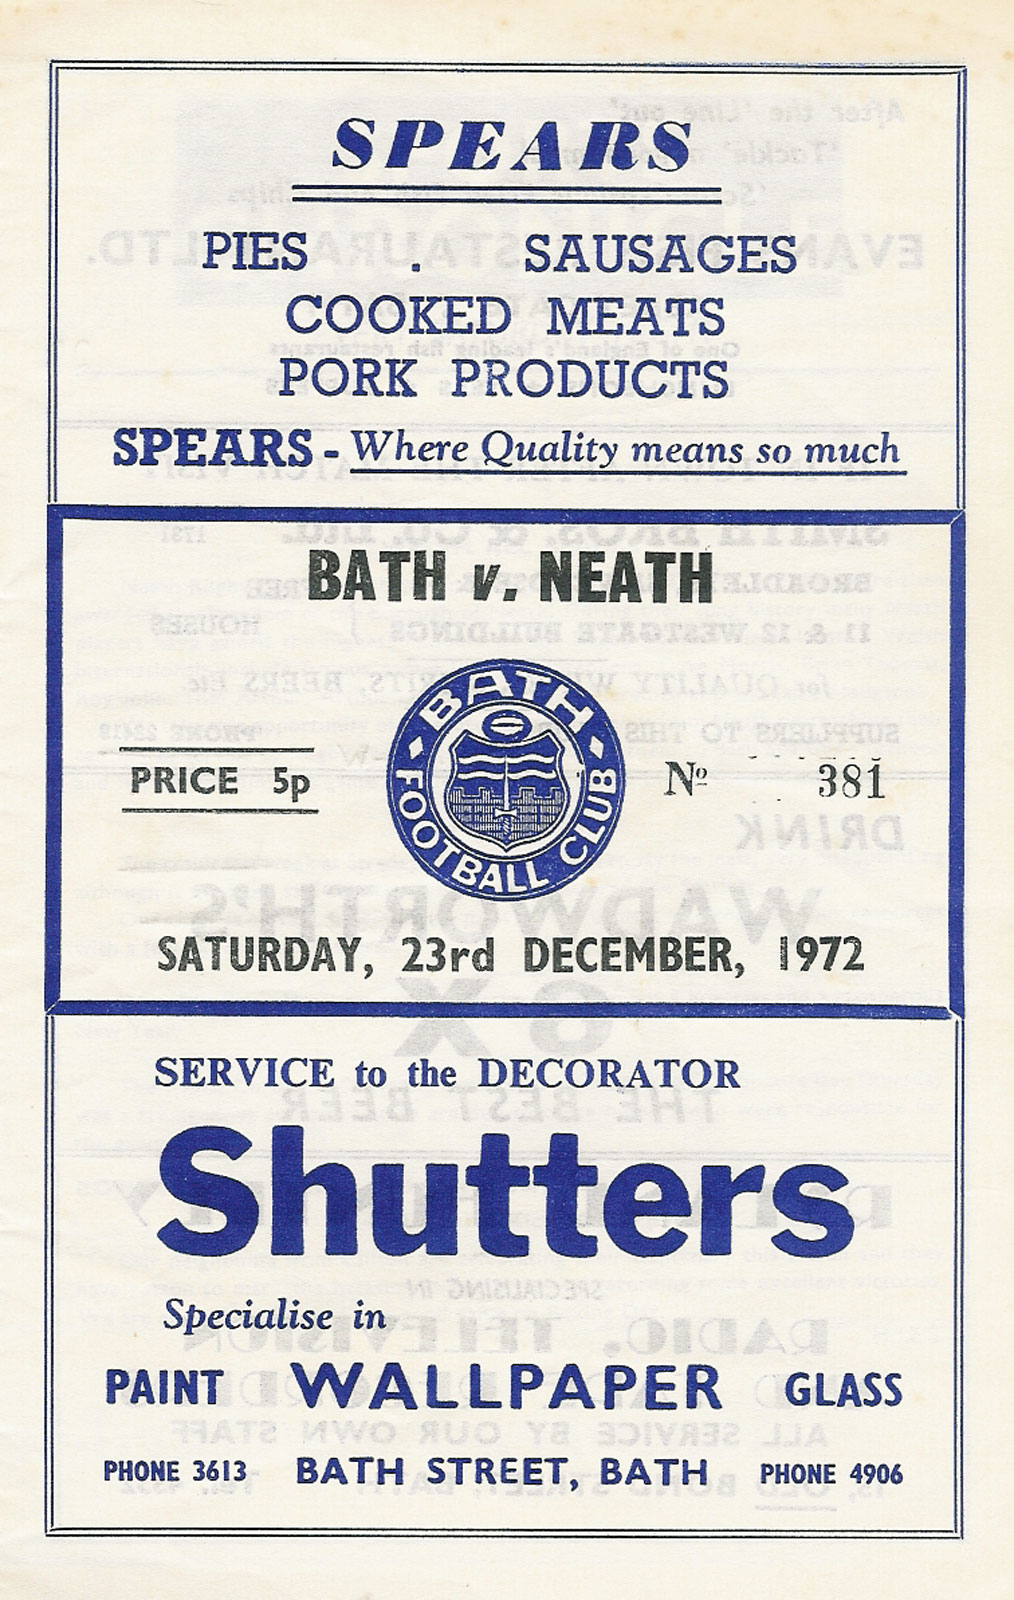 SPEARS
PIES . SAUSAGES
COOKED MEATS
PORK PRODUCTS
SPEARS - Where Quality means so much
BATH v. NEATH
BATH
FOOTBALL CLUB
PRICE 5p
Nº 381
SATURDAY, 23rd DECEMBER, 1972
SERVICE to the DECORATOR
Shutters
Specialise in
PAINT WALLPAPER GLASS
PHONE 3613 BATH STREET, BATH PHONE 4906